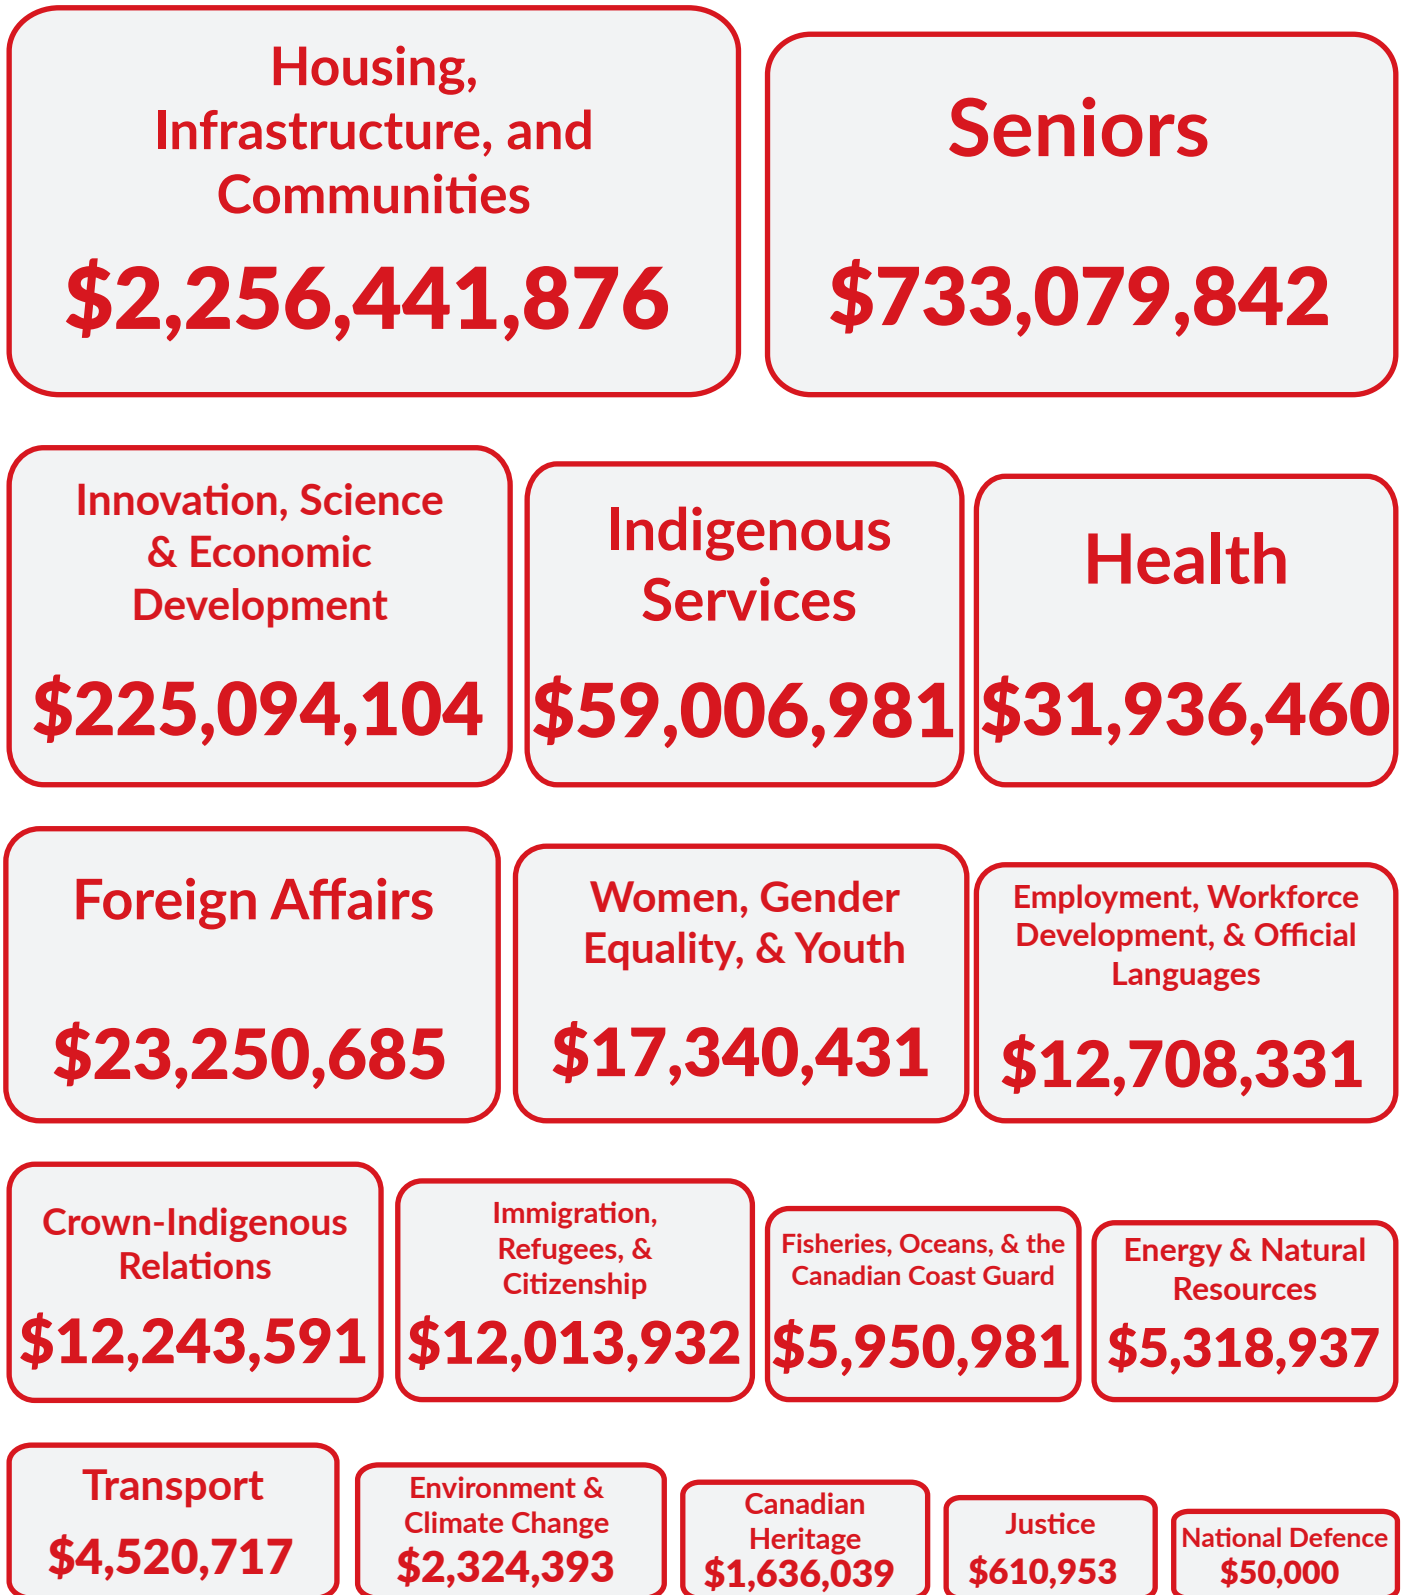 Housing,
Infrastructure, and
Communities
$2,256,441,876
Seniors
$733,079,842
Innovation, Science
& Economic
Development
$225,094,104
Indigenous
Services
$59,006,981
Health
$31,936,460
Foreign Affairs
$23,250,685
Women, Gender
Equality, & Youth
$17,340,431
Employment, Workforce
Development, & Official
Languages
$12,708,331
Crown-Indigenous
Relations
$12,243,591
Immigration,
Refugees, &
Citizenship
$12,013,932
Fisheries, Oceans, & the
Canadian Coast Guard
$5,950,981
Energy & Natural
Resources
$5,318,937
Transport
$4,520,717
Environment &
Climate Change
$2,324,393
Canadian
Heritage
$1,636,039
Justice
$610,953
National Defence
$50,000